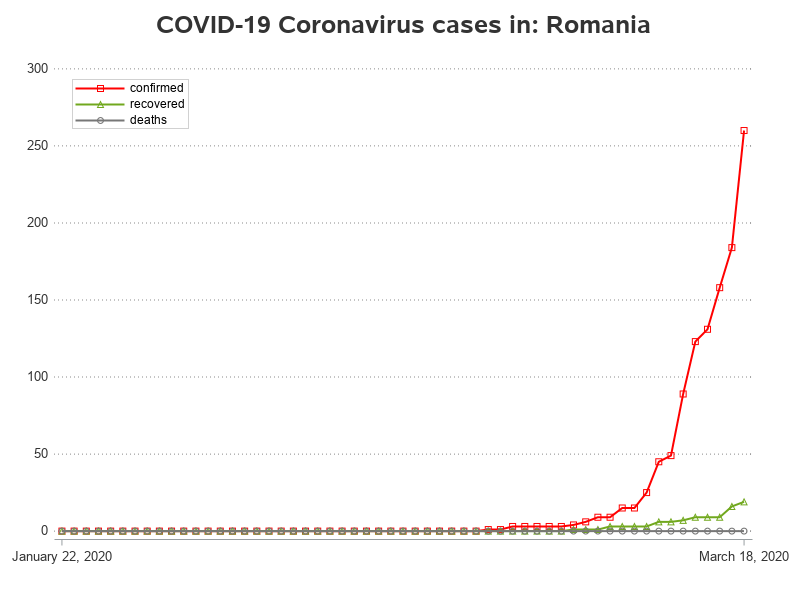 COVID-19 Coronavirus cases in: Romania
300
confirmed
recovered
deaths
250
200
150
100
50
0
January 22, 2020
March 18, 2020